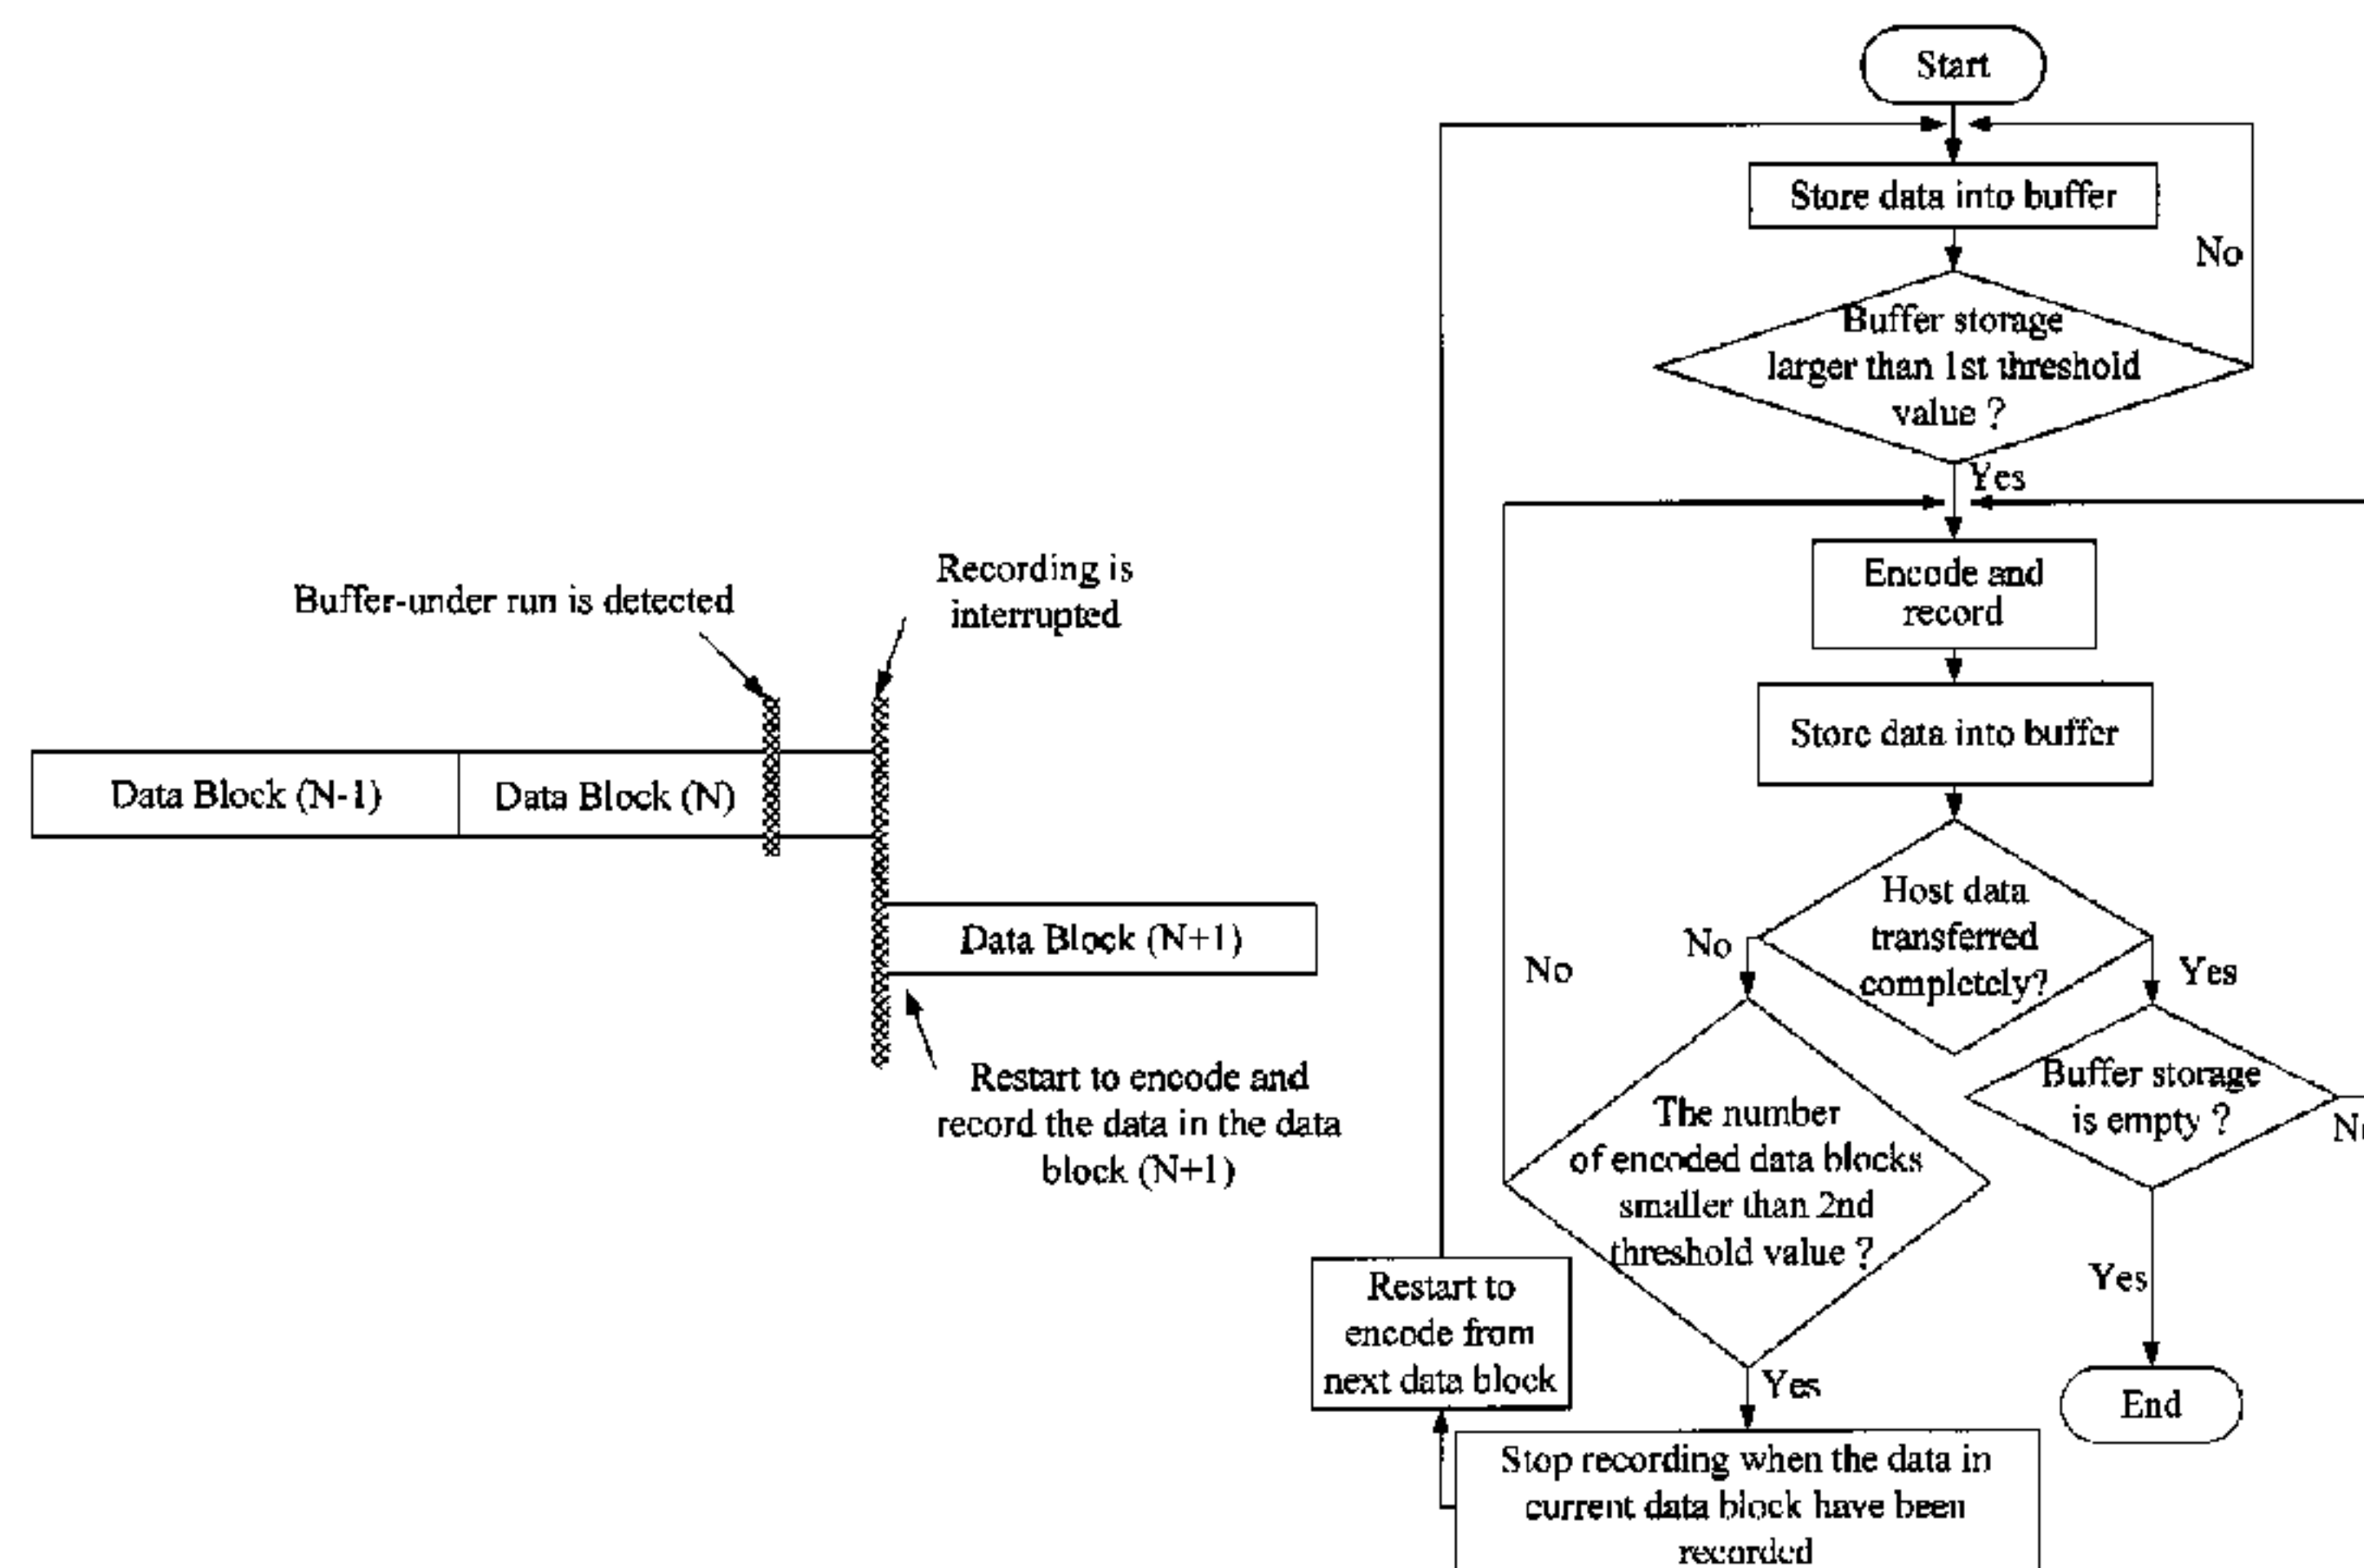 Buffer-under run is detected
Recording is
interrupted
Data Block (N-1)
Data Block (N)
Data Block (N+1)
Restart to encode and
record the data in the data
block (N+1)
Start
Store data into buffer
No
Buffer storage
larger than 1st threshold
value ?
Yes
Encode and
record
Store data into buffer
Host data
transferred
completely?
No
No
Yes
Buffer storage
is empty ?
The number
of encoded data blocks
smaller than 2nd
threshold value ?
Yes
Restart to
encode from
next data block
Yes
End
Stop recording when the data in
current data block have been
recorded